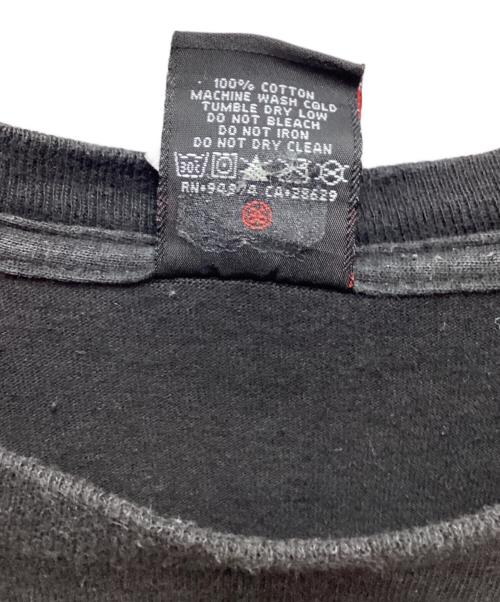 100% COTTON
MACHINE WASH COLD
TUMBLE DRY LOW
DO NOT BLEACH
DO NOT IRON
DO NOT DRY CLEAN
30C
RN•94974 CA•28629